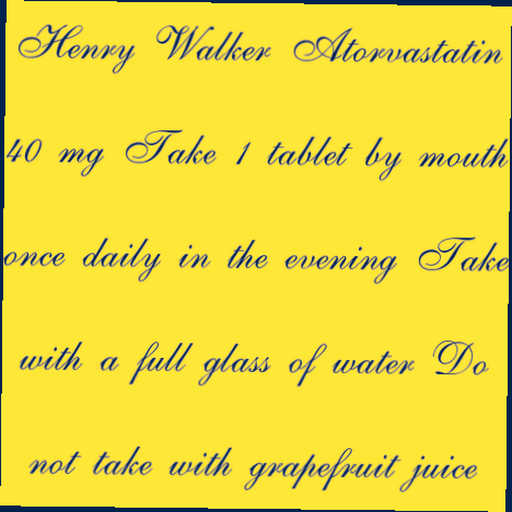 Henry Walker Atorvastatin
40 mg Take 1 tablet by mouth
once daily in the evening Take
with a full glass of water Do
not take with grapefruit juice